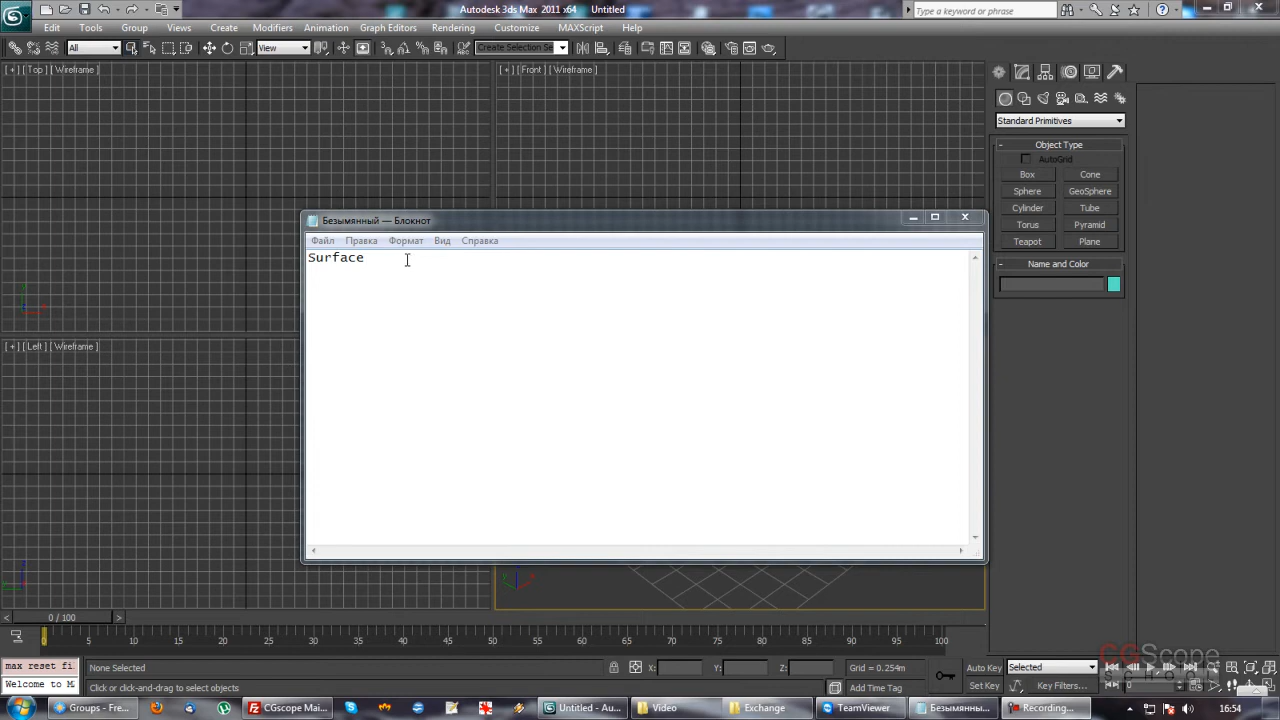 Autodesk 3ds Max 2011 x64 Untitled
Type a keyword or phrase
Edit Tools Group Views Create Modifiers Animation Graph Editors Rendering Customize MAXScript Help
All View Create Selection Se
[ + ] [ Top ] [ Wireframe ]
[ + ] [ Front ] [ Wireframe ]
Standard Primitives
- Object Type
AutoGrid
Box Cone
Sphere GeoSphere
Cylinder Tube
Torus Pyramid
Teapot Plane
- Name and Color
Безымянный — Блокнот
Файл Правка Формат Вид Справка
Surface
[ + ] [ Left ] [ Wireframe ]
< 0 / 100 >
0 5 10 15 20 25 30 35 40 45 50 55 60 65 70 75 80 85 90 95 100
max reset fi
None Selected
X: Y: Z:
Grid = 0.254m
Auto Key
Selected
Welcome to M
Click or click-and-drag to select objects
Add Time Tag
Set Key
Key Filters...
0
CGScope
school
Groups - Fre...
CGscope Mai...
Untitled - Au...
Video
Exchange
TeamViewer
Безымянны...
Recording...
16:54